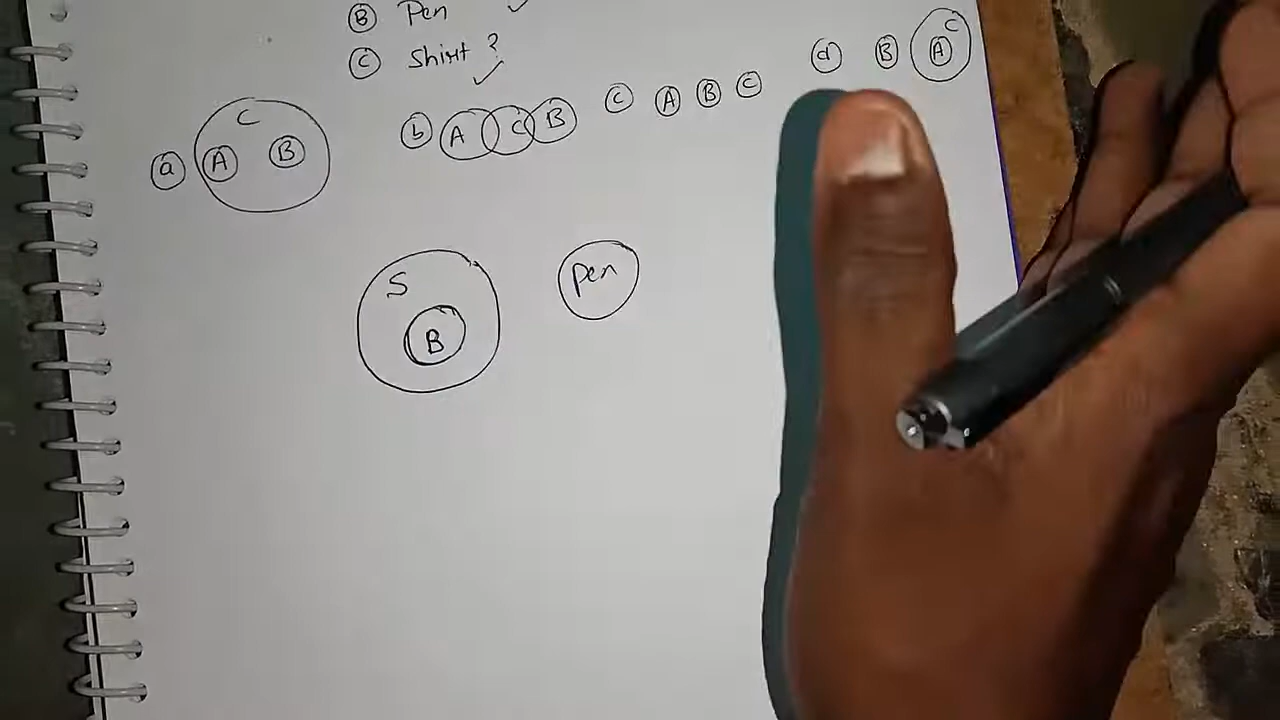 Ⓑ Pen ✓
Ⓒ Shirt ? ✓
ⓐ C Ⓐ Ⓑ
ⓑ A C B
Ⓒ Ⓐ Ⓑ Ⓒ
ⓓ Ⓑ Ⓐ C
S B
Pen